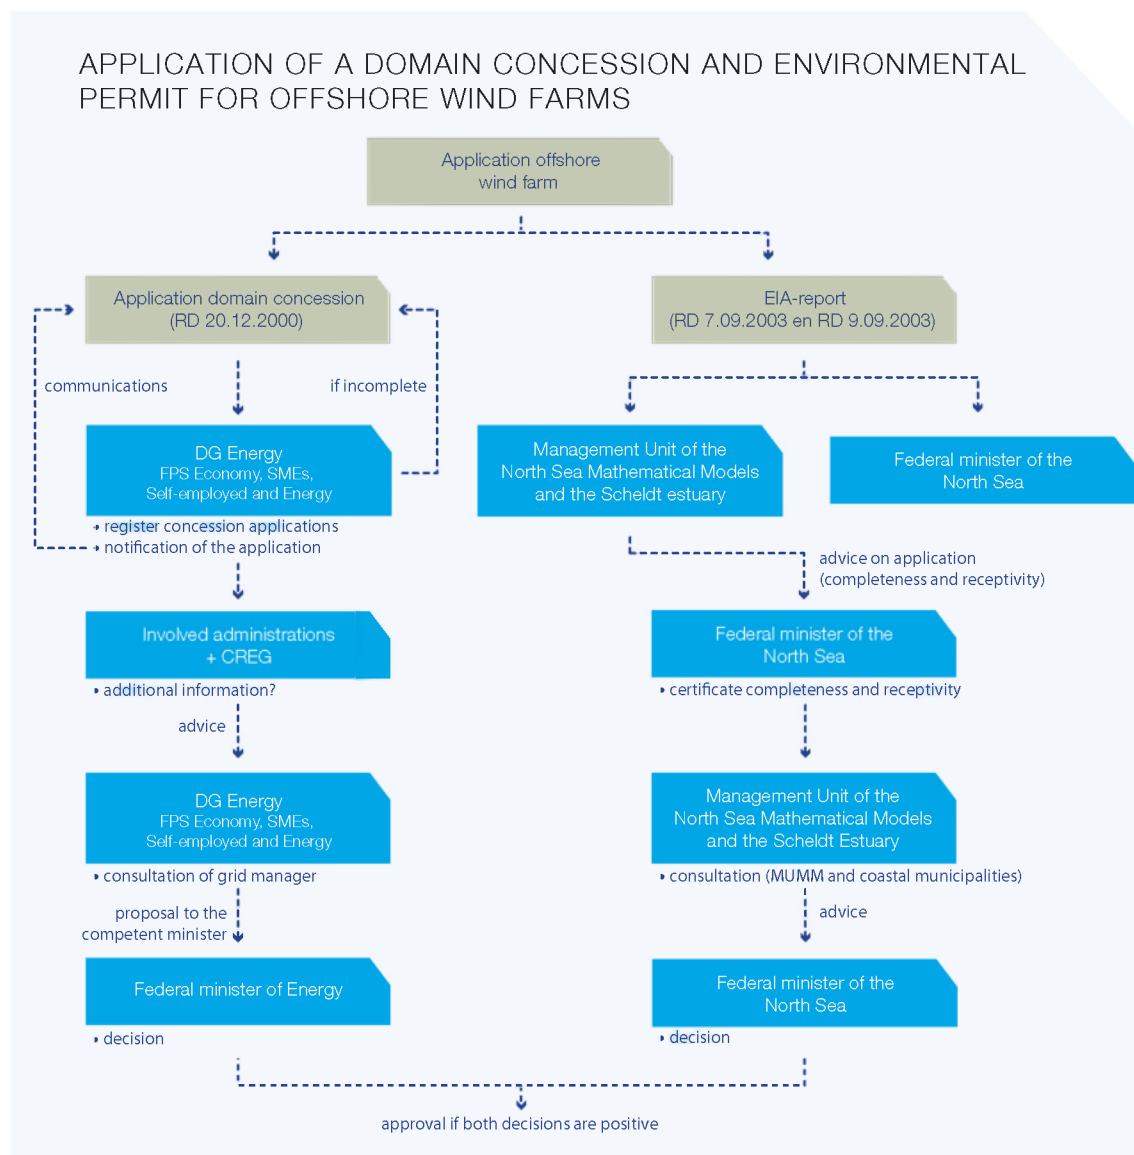 APPLICATION OF A DOMAIN CONCESSION AND ENVIRONMENTAL
PERMIT FOR OFFSHORE WIND FARMS
Application offshore
wind farm
Application domain concession
(RD 20.12.2000)
EIA-report
(RD 7.09.2003 en RD 9.09.2003)
communications
if incomplete
DG Energy
FPS Economy, SMEs,
Self-employed and Energy
• register concession applications
• notification of the application
Management Unit of the
North Sea Mathematical Models
and the Scheldt estuary
Federal minister of the
North Sea
advice on application
(completeness and receptivity)
Involved administrations
+ CREG
• additional information?
advice
Federal minister of the
North Sea
• certificate completeness and receptivity
DG Energy
FPS Economy, SMEs,
Self-employed and Energy
• consultation of grid manager
proposal to the
competent minister
Management Unit of the
North Sea Mathematical Models
and the Scheldt Estuary
• consultation (MUMM and coastal municipalities)
advice
Federal minister of Energy
• decision
Federal minister of the
North Sea
• decision
approval if both decisions are positive